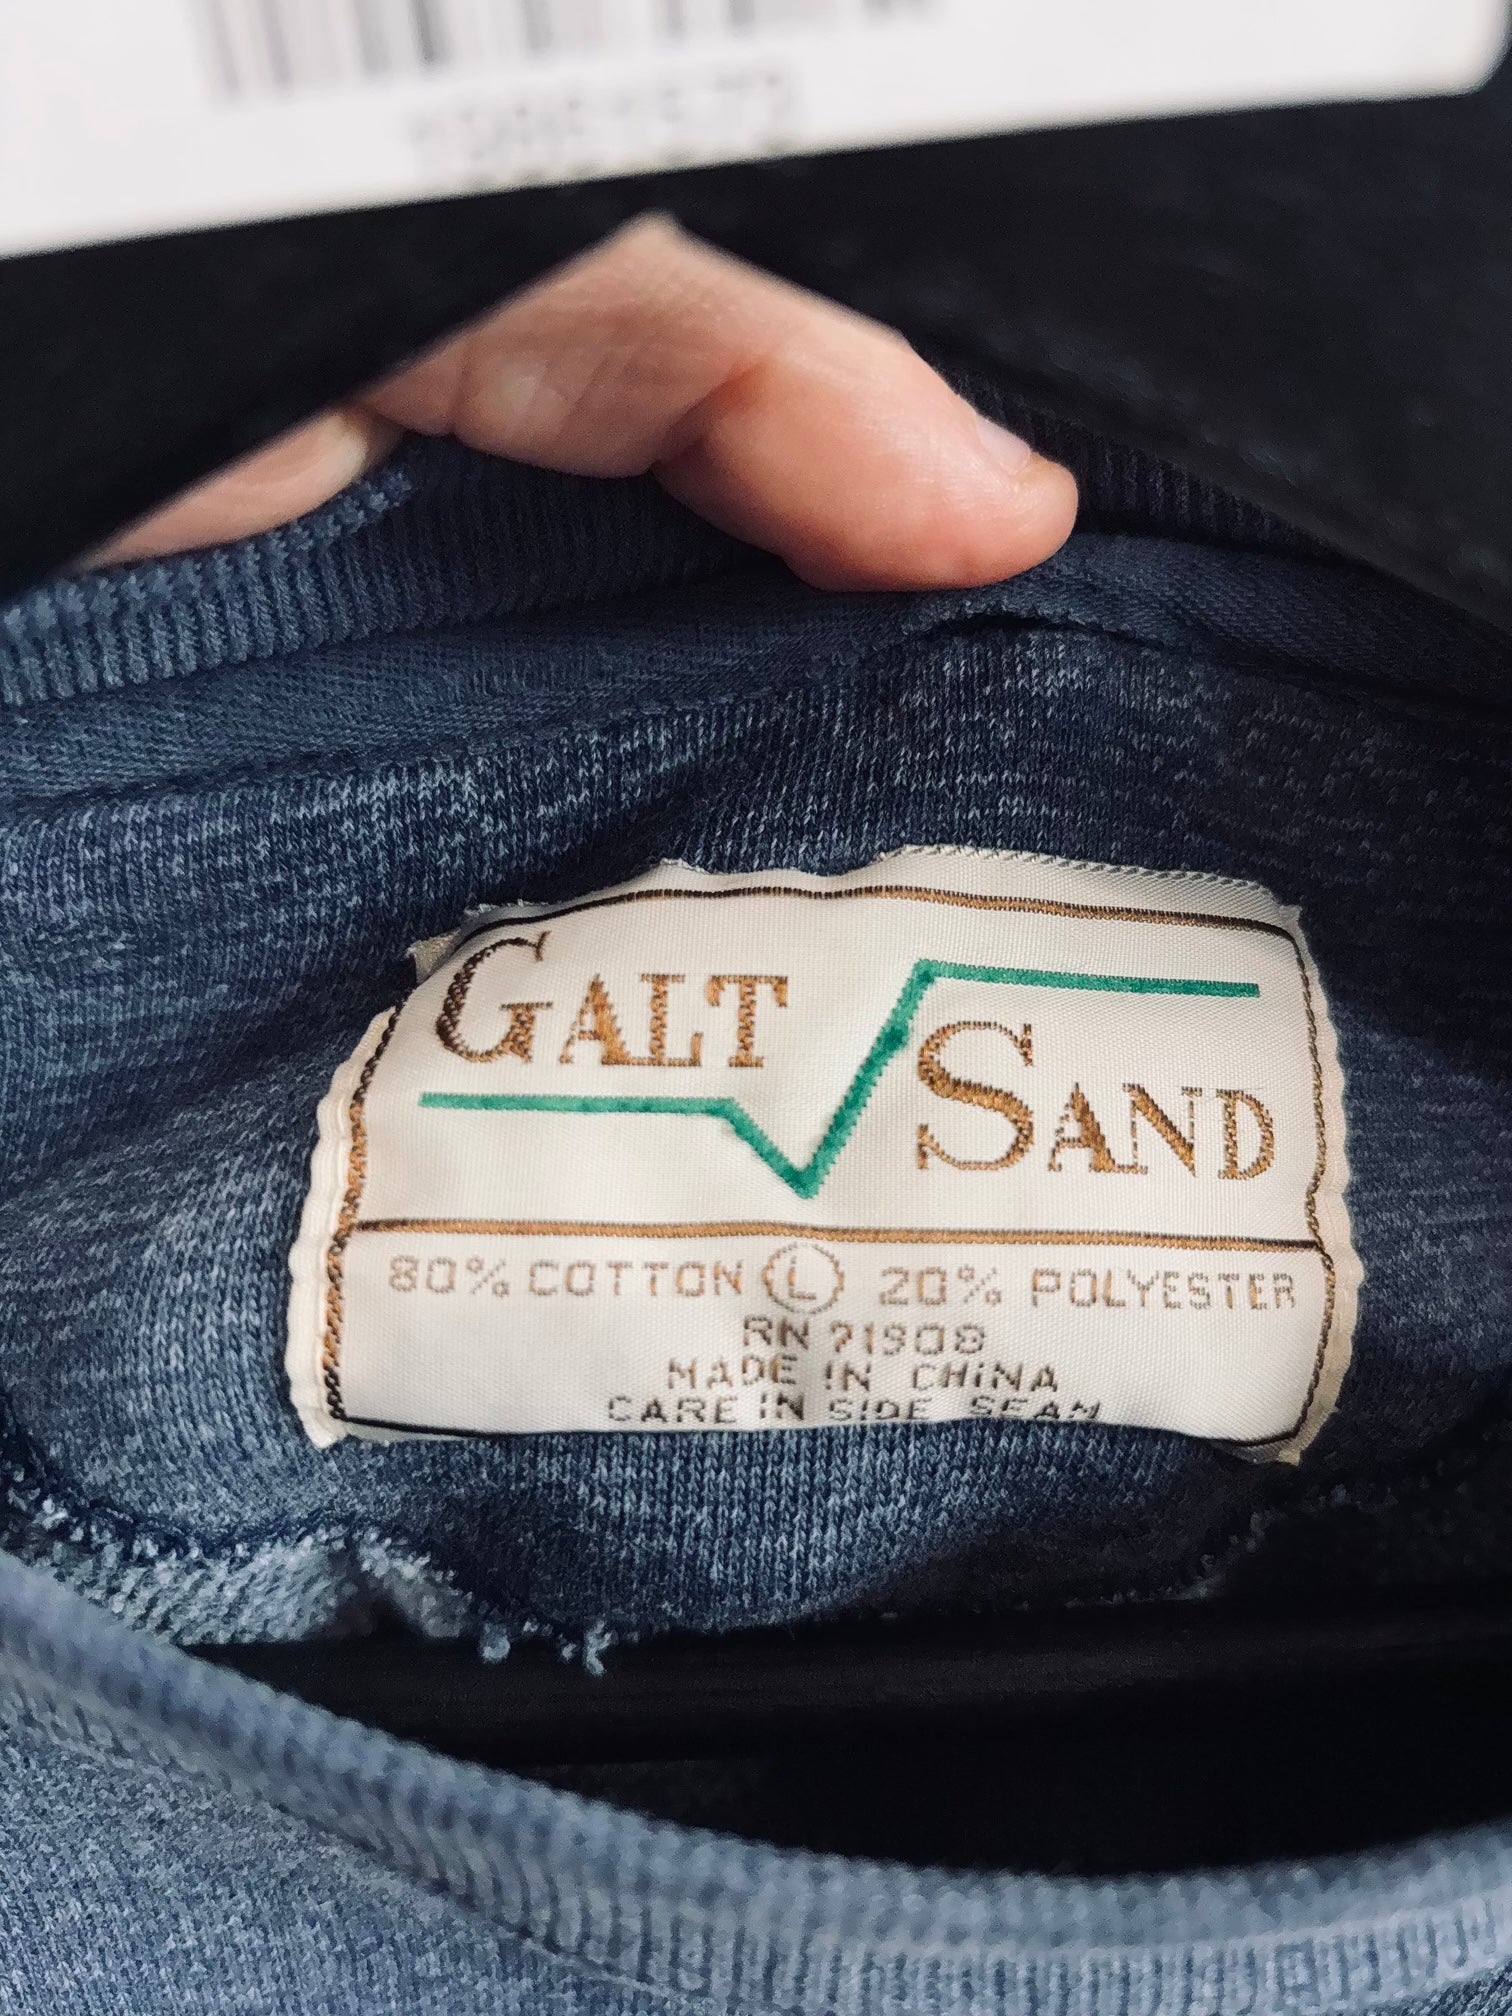 GALT
SAND
80% COTTON L 20% POLYESTER
RN 71908
MADE IN CHINA
CARE IN SIDE SEAM